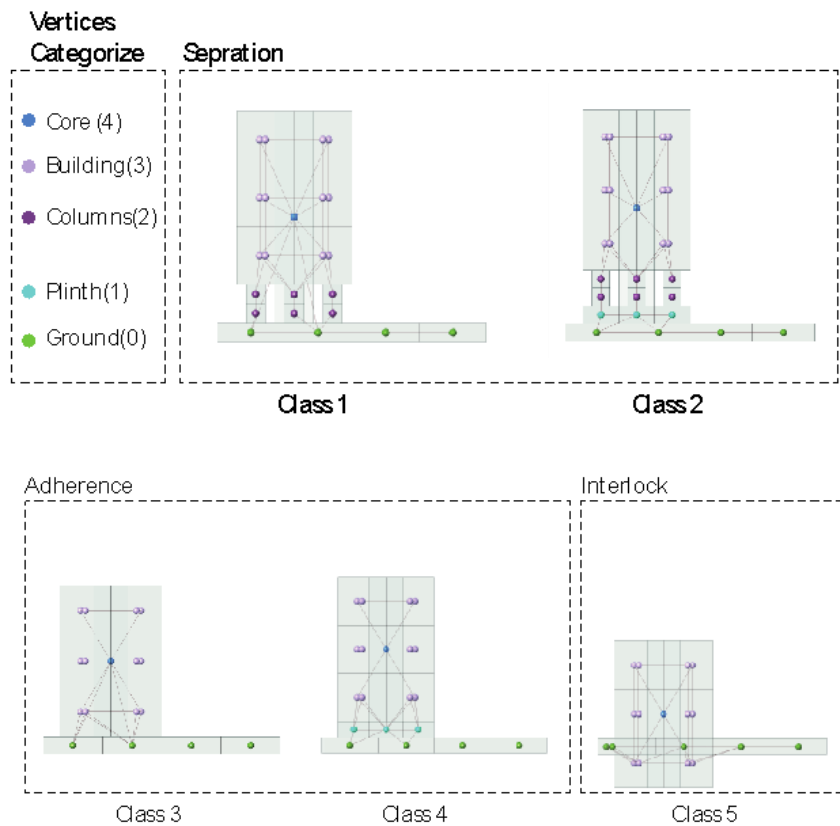 Vertices
Categorize
Sepration
Core (4)
Building(3)
Columns(2)
Plinth(1)
Ground(0)
Class 1
Class 2
Adherence
Interlock
Class 3
Class 4
Class 5